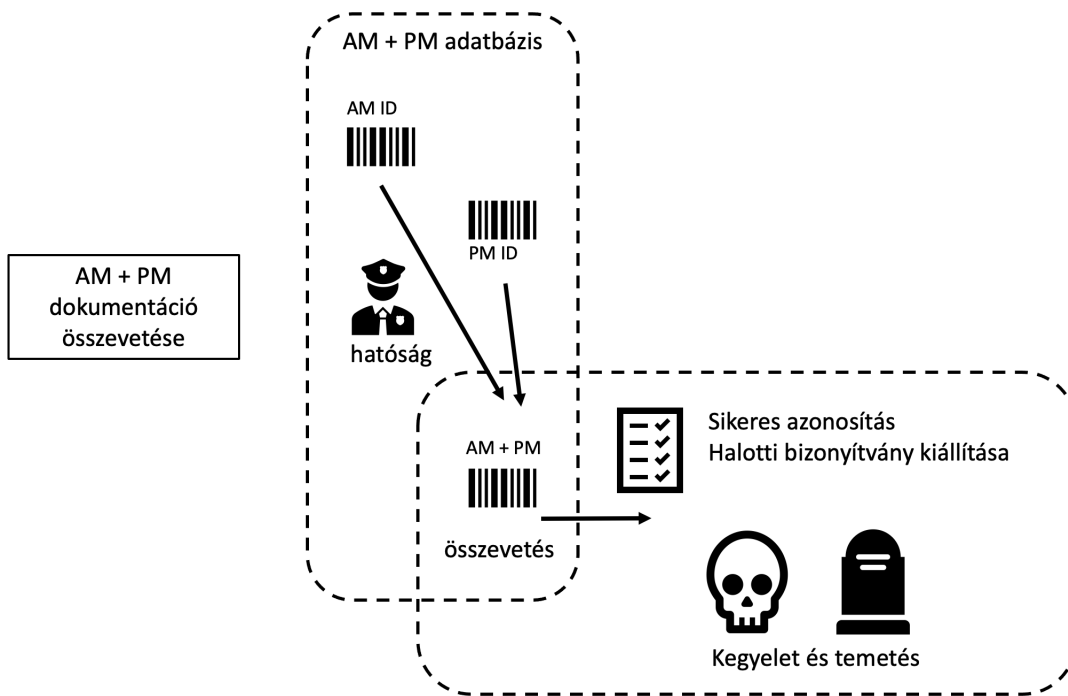 AM + PM adatbázis
AM ID
PM ID
AM + PM
dokumentáció
összevetése
hatóság
AM + PM
összevetés
Sikeres azonosítás
Halotti bizonyítvány kiállítása
Kegyelet és temetés